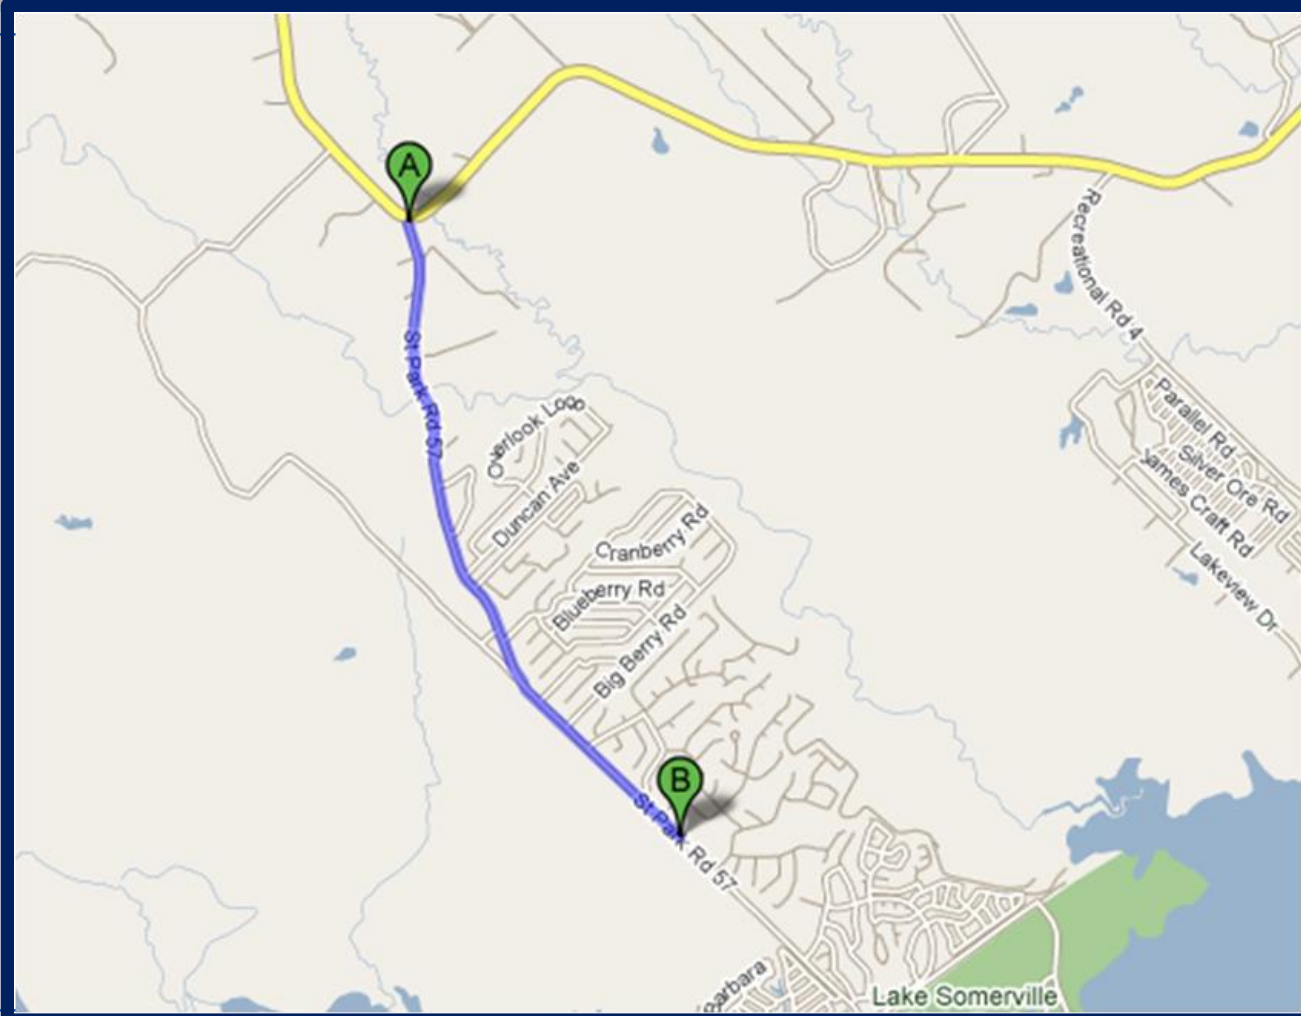 A
Recreational Rd 4
St Park Rd 57
Overlook Loop
Parallel Rd
Silver Ore Rd
James Craft Rd
Duncan Ave
Cranberry Rd
Lakeview Dr
Blueberry Rd
Big Berry Rd
B
St Park Rd 57
arbara
Lake Somerville